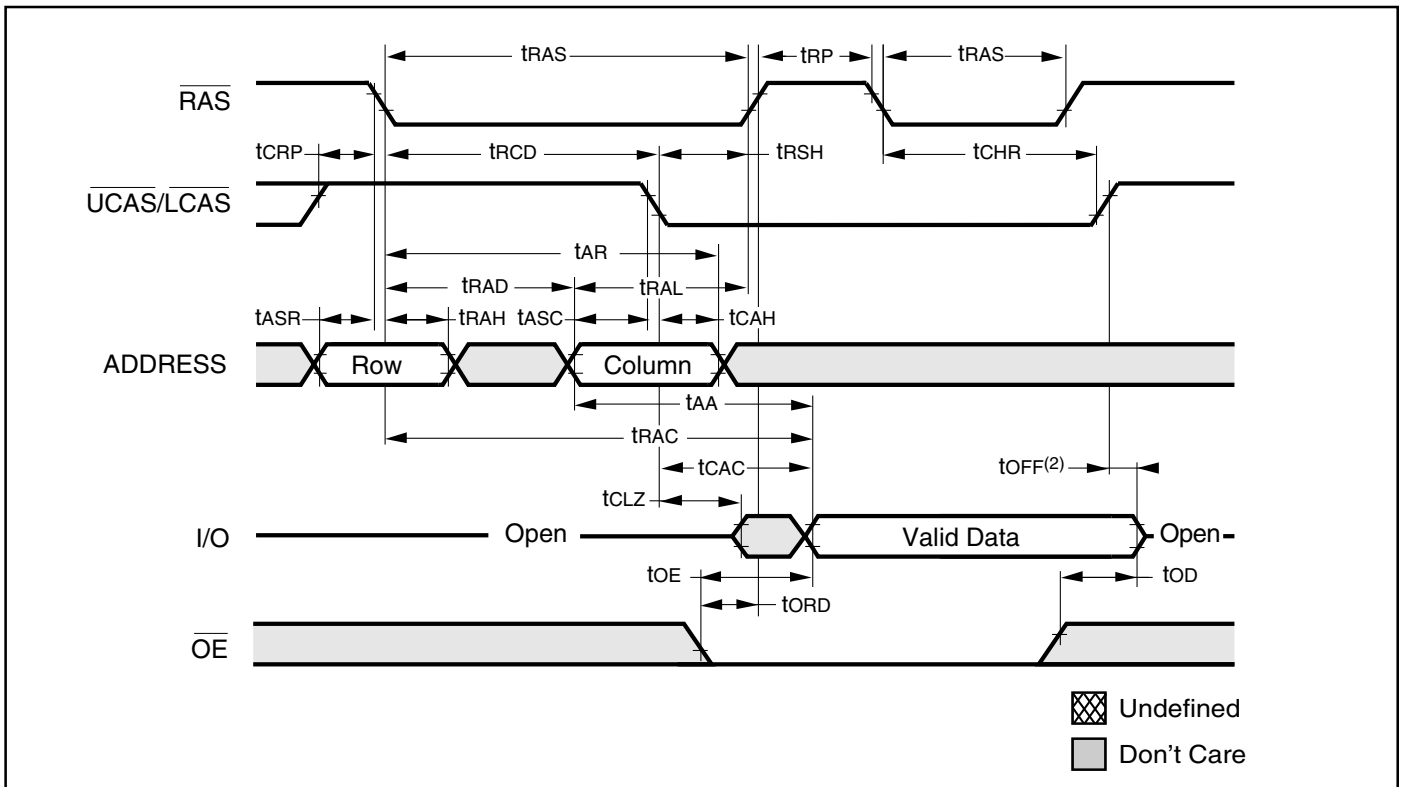 tRAS tRP tRAS
RAS
tCRP tRCD tRSH tCHR
UCAS/LCAS
tAR
tRAD tRAL
tASR tRAH tASC tCAH
ADDRESS Row Column
tAA
tRAC
tCAC tOFF(2)
tCLZ
I/O Open Valid Data Open
tOE tOD
tORD
OE
Undefined
Don't Care